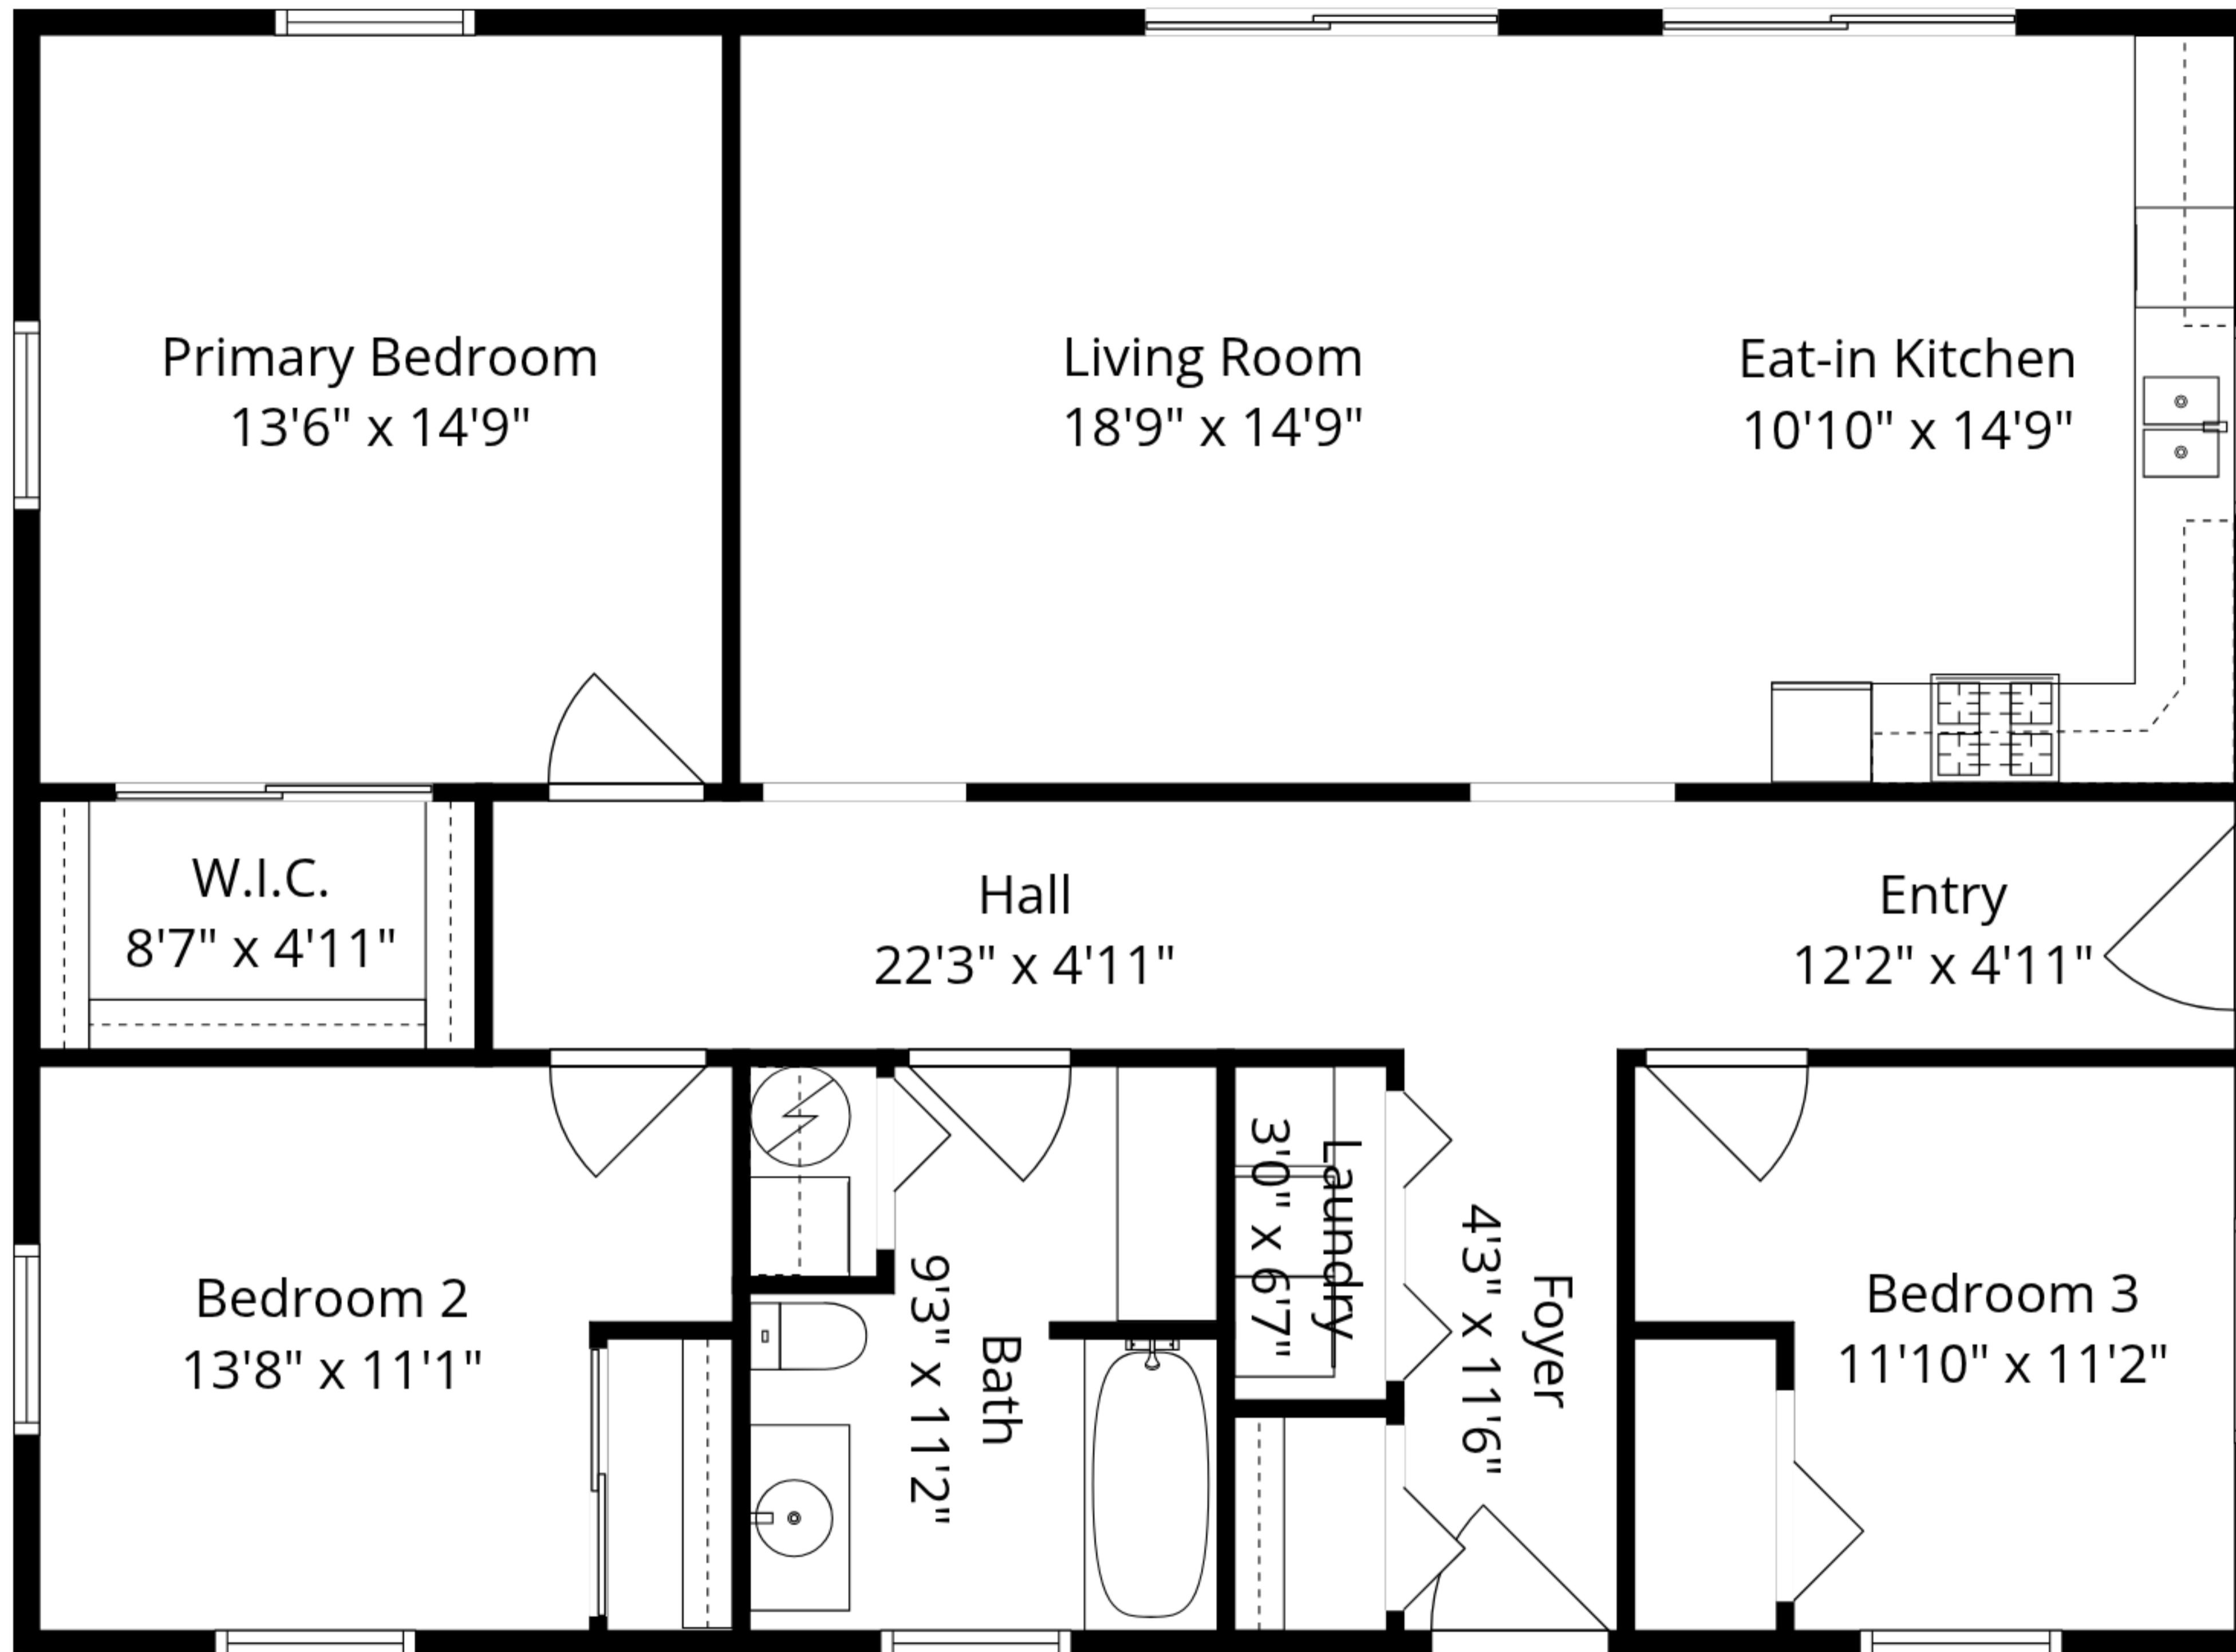 Primary Bedroom
13'6" x 14'9"
Living Room
18'9" x 14'9"
Eat-in Kitchen
10'10" x 14'9"
W.I.C.
8'7" x 4'11"
Hall
22'3" x 4'11"
Entry
12'2" x 4'11"
Bedroom 2
13'8" x 11'1"
Bath
9'3" x 11'2"
Laundry
3'0" x 6'7"
Foyer
4'3" x 11'6"
Bedroom 3
11'10" x 11'2"